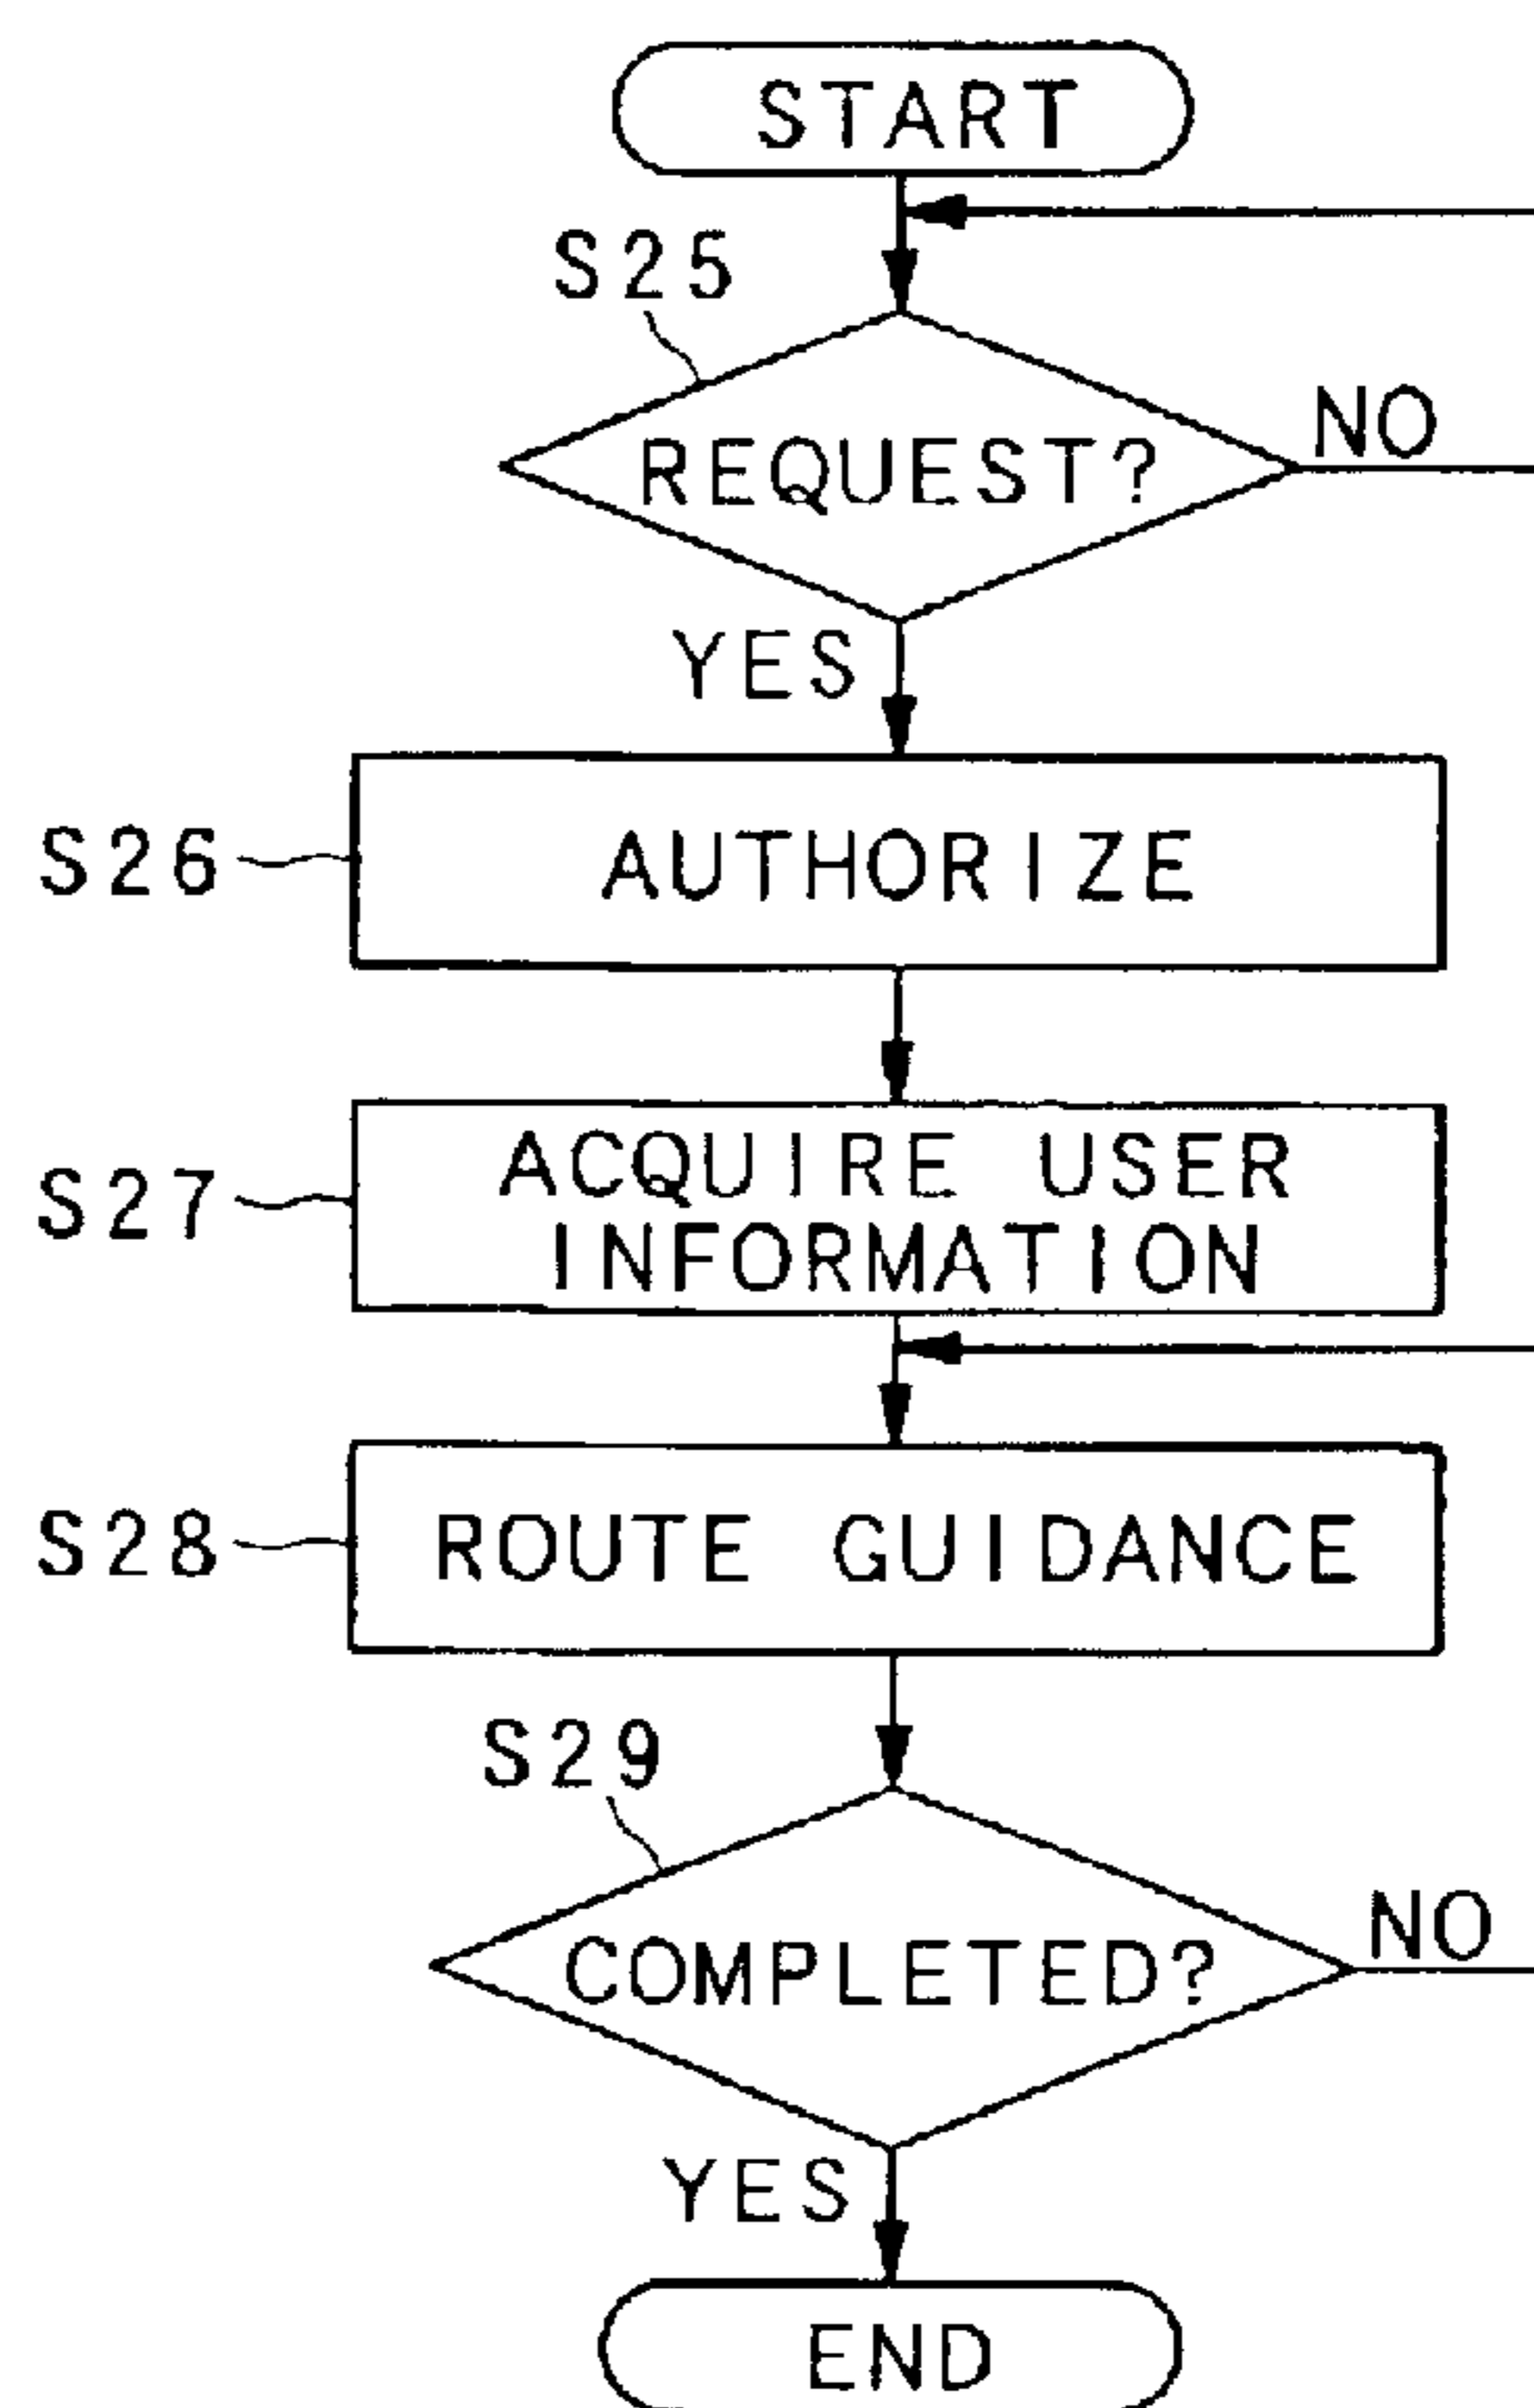 START
S25
REQUEST?
NO
YES
S26
AUTHORIZE
S27
ACQUIRE USER
INFORMATION
S28
ROUTE GUIDANCE
S29
COMPLETED?
NO
YES
END